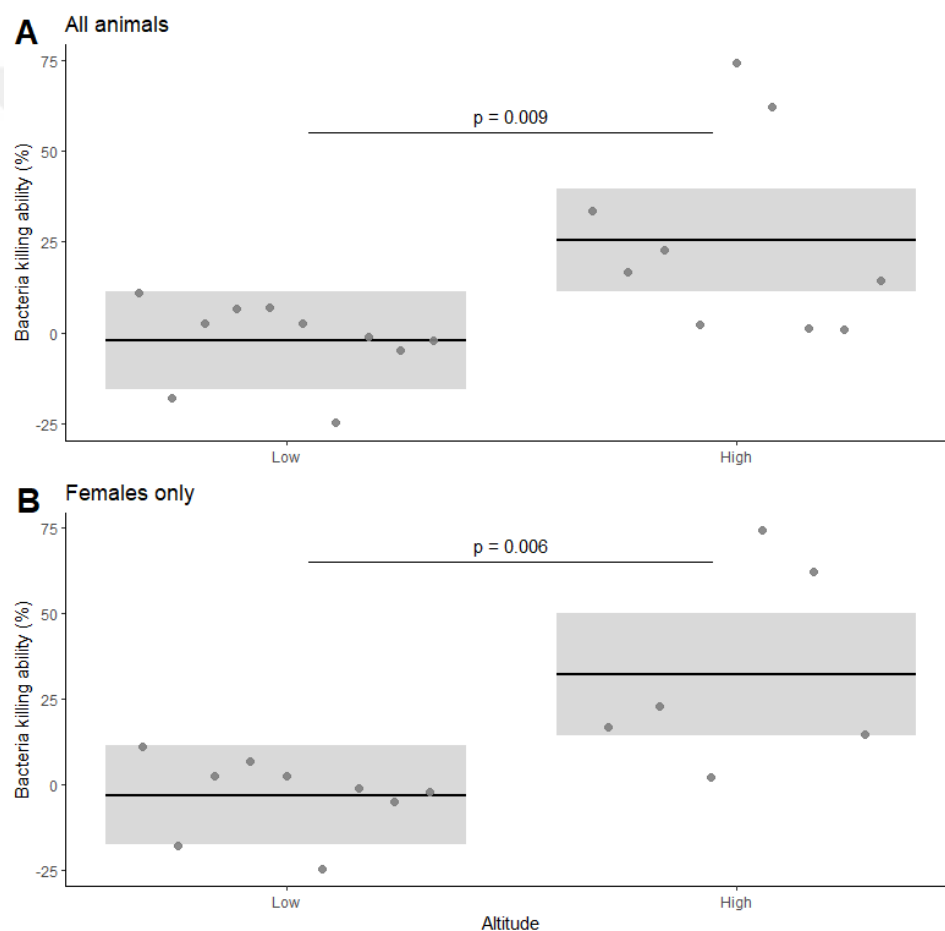 A
All animals
Bacteria killing ability (%)
75
50
25
0
-25
p = 0.009
Low
High
B
Females only
Bacteria killing ability (%)
75
50
25
0
-25
p = 0.006
Low
High
Altitude